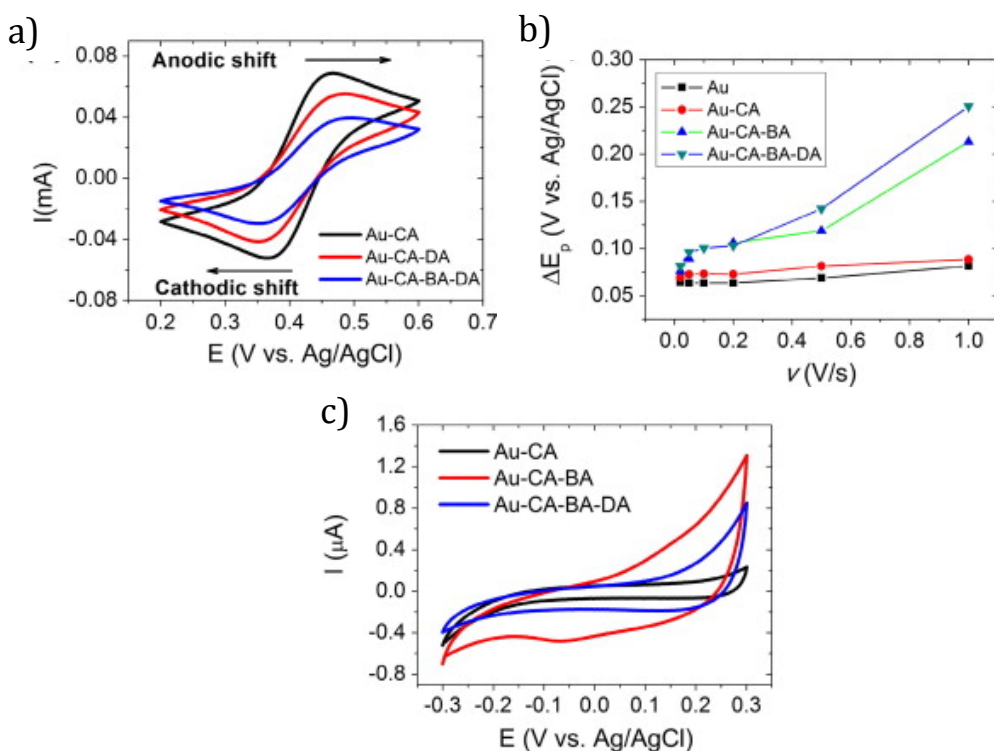 a)
Anodic shift
0.08
0.04
0.00
-0.04
-0.08
I(mA)
Au-CA
Au-CA-DA
Au-CA-BA-DA
Cathodic shift
0.2 0.3 0.4 0.5 0.6 0.7
E (V vs. Ag/AgCl)
b)
0.30
0.25
0.20
0.15
0.10
0.05
ΔEp (V vs. Ag/AgCl)
Au
Au-CA
Au-CA-BA
Au-CA-BA-DA
0.0 0.2 0.4 0.6 0.8 1.0
v (V/s)
c)
1.6
1.2
0.8
0.4
0.0
-0.4
-0.8
I (µA)
Au-CA
Au-CA-BA
Au-CA-BA-DA
-0.3 -0.2 -0.1 0.0 0.1 0.2 0.3
E (V vs. Ag/AgCl)